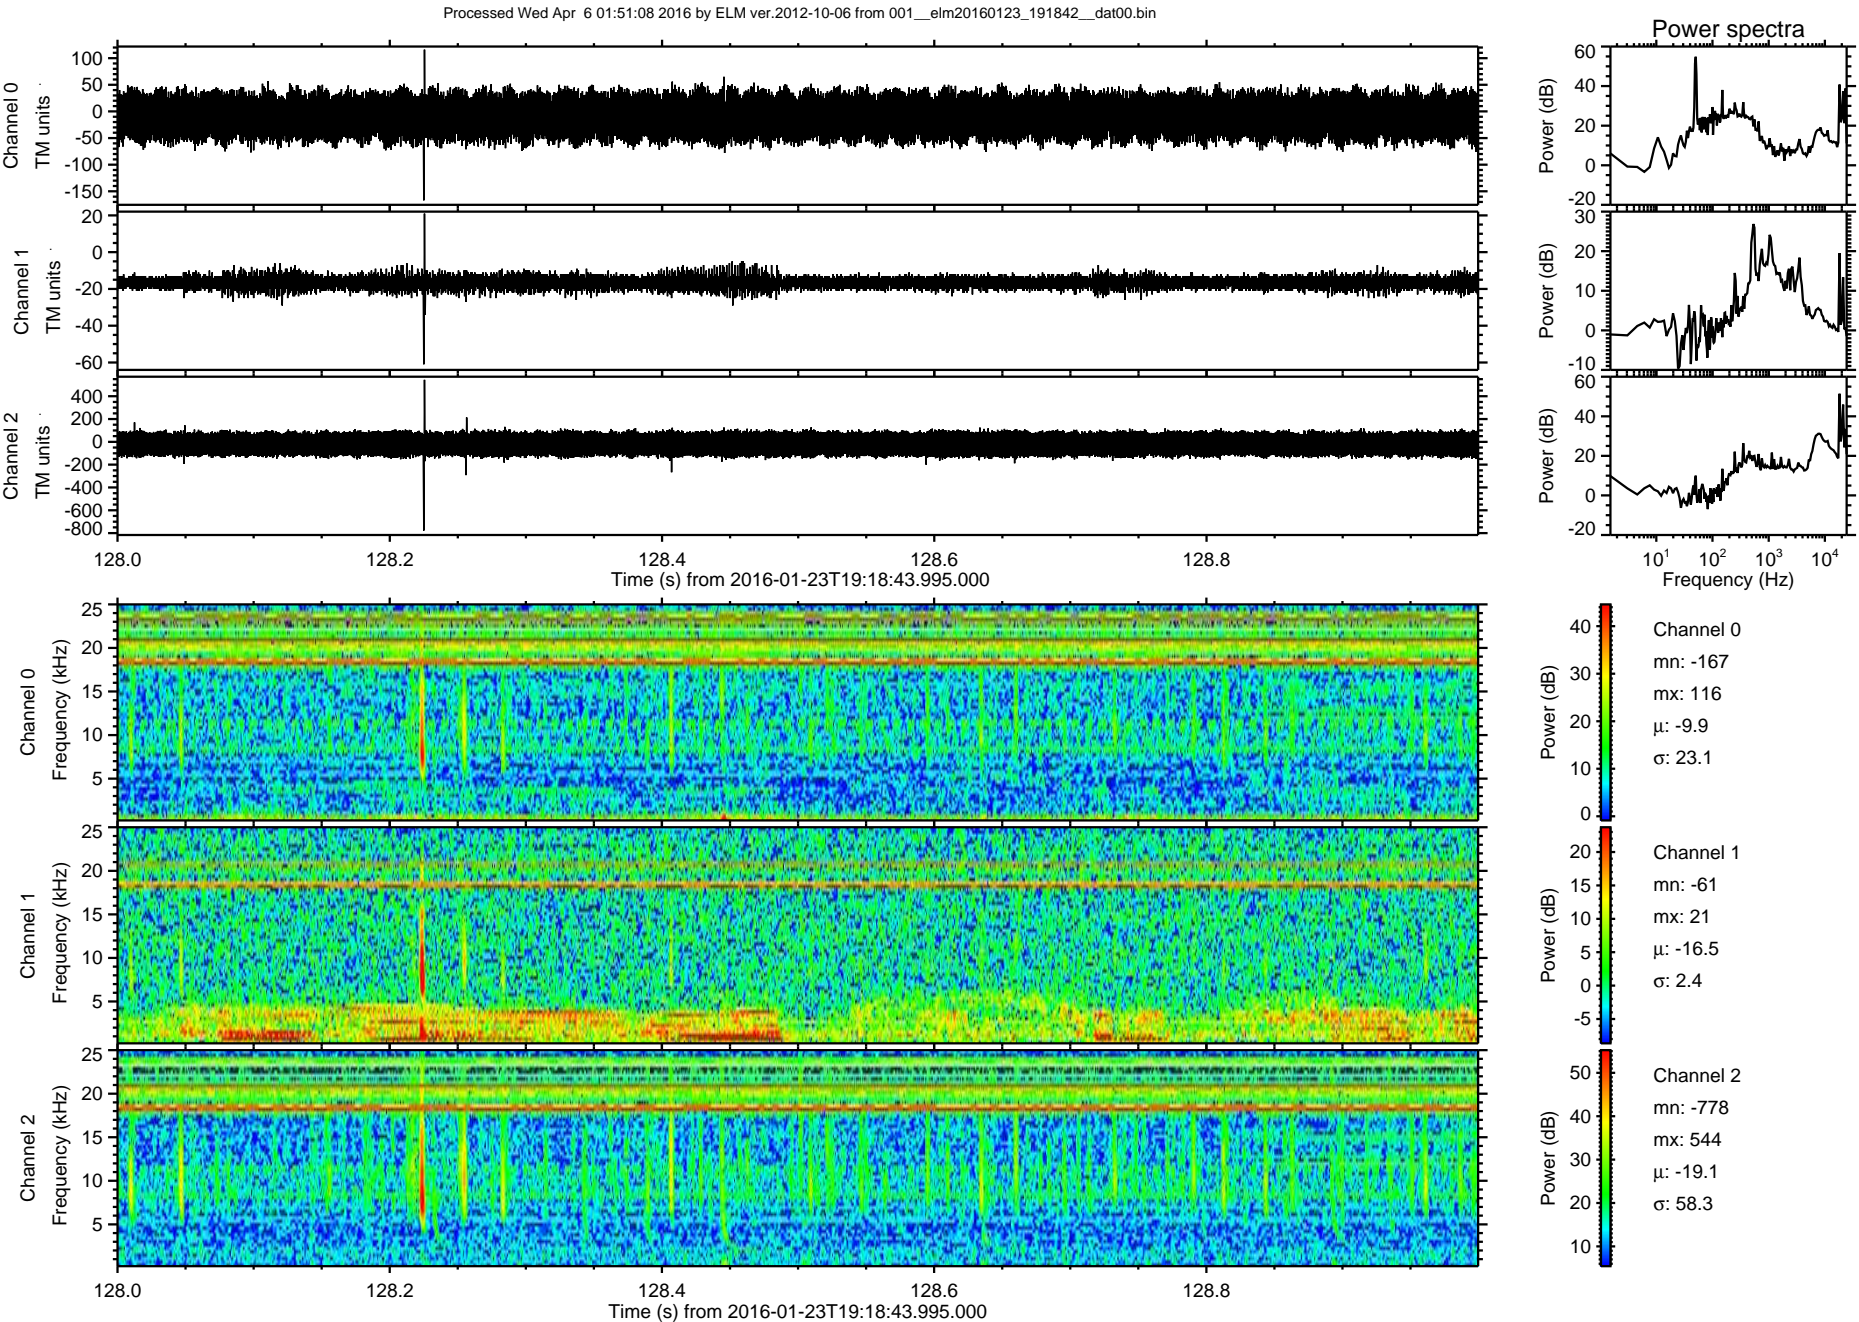 Processed Wed Apr  6 01:51:08 2016 by ELM ver.2012-10-06 from 001__elm20160123_191842__dat00.bin
Power spectra
Channel 0
TM units
100
50
0
-50
-100
-150
Power (dB)
60
40
20
0
-20
Channel 1
TM units
20
0
-20
-40
-60
Power (dB)
30
20
10
0
-10
Channel 2
TM units
400
200
0
-200
-400
-600
-800
Power (dB)
60
40
20
0
-20
128.0 128.2 128.4 128.6 128.8
Time (s) from 2016-01-23T19:18:43.995.000
10^1 10^2 10^3 10^4
Frequency (Hz)
Channel 0
Frequency (kHz)
25
20
15
10
5
Power (dB)
40
30
20
10
0
Channel 0
mn: -167
mx: 116
μ: -9.9
σ: 23.1
Channel 1
Frequency (kHz)
25
20
15
10
5
Power (dB)
20
15
10
5
0
-5
Channel 1
mn: -61
mx: 21
μ: -16.5
σ: 2.4
Channel 2
Frequency (kHz)
25
20
15
10
5
Power (dB)
50
40
30
20
10
Channel 2
mn: -778
mx: 544
μ: -19.1
σ: 58.3
128.0 128.2 128.4 128.6 128.8
Time (s) from 2016-01-23T19:18:43.995.000